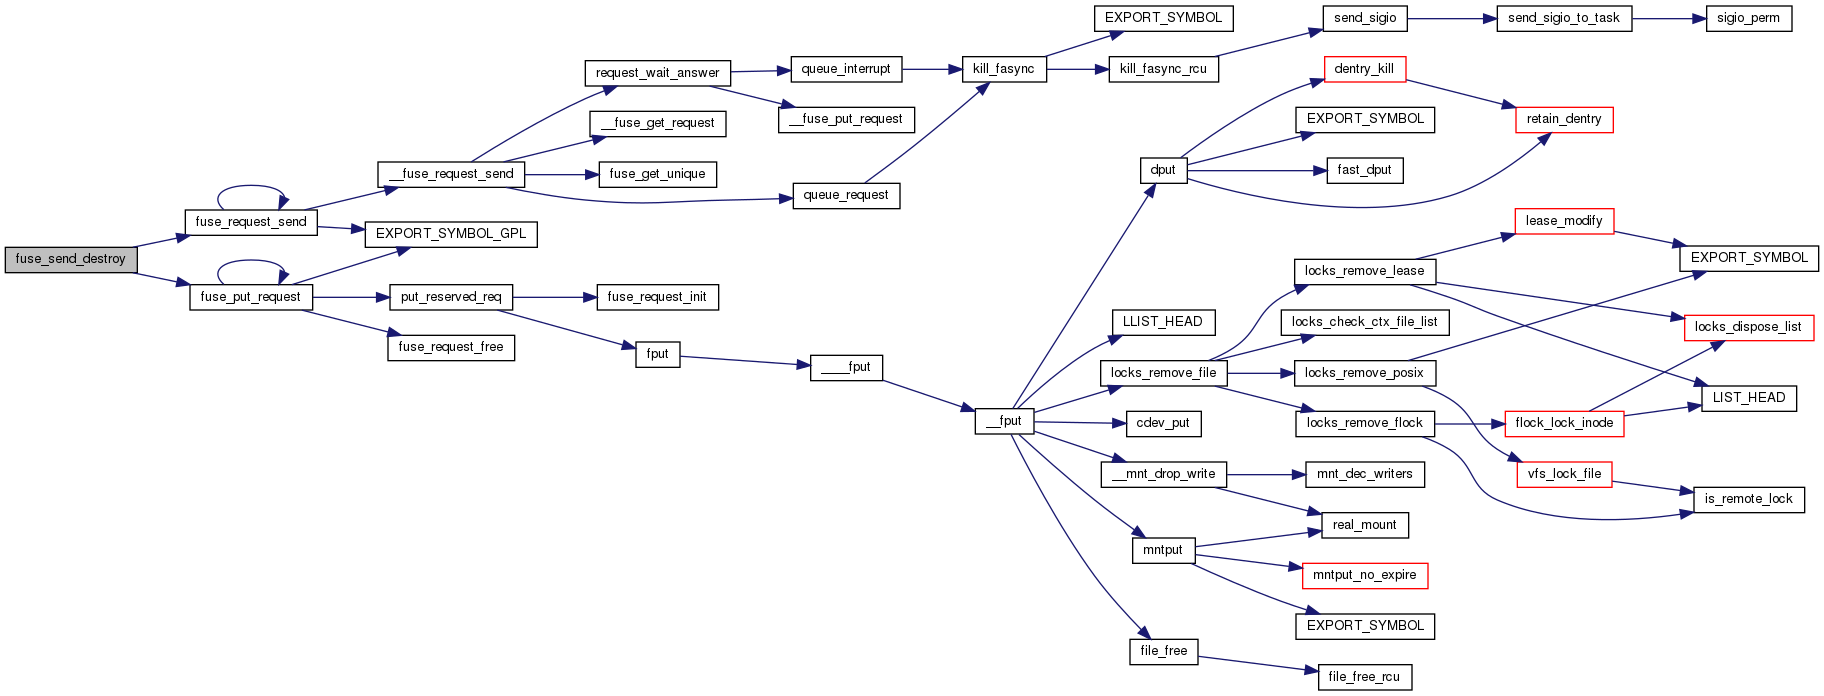 fuse_send_destroy
fuse_request_send
fuse_put_request
__fuse_request_send
EXPORT_SYMBOL_GPL
put_reserved_req
fuse_request_free
request_wait_answer
__fuse_get_request
fuse_get_unique
fuse_request_init
fput
queue_interrupt
__fuse_put_request
queue_request
____fput
kill_fasync
__fput
EXPORT_SYMBOL
kill_fasync_rcu
dput
LLIST_HEAD
locks_remove_file
cdev_put
__mnt_drop_write
mntput
file_free
send_sigio
dentry_kill
EXPORT_SYMBOL
fast_dput
locks_remove_lease
locks_check_ctx_file_list
locks_remove_posix
locks_remove_flock
mnt_dec_writers
real_mount
mntput_no_expire
EXPORT_SYMBOL
file_free_rcu
send_sigio_to_task
retain_dentry
lease_modify
flock_lock_inode
vfs_lock_file
sigio_perm
EXPORT_SYMBOL
locks_dispose_list
LIST_HEAD
is_remote_lock